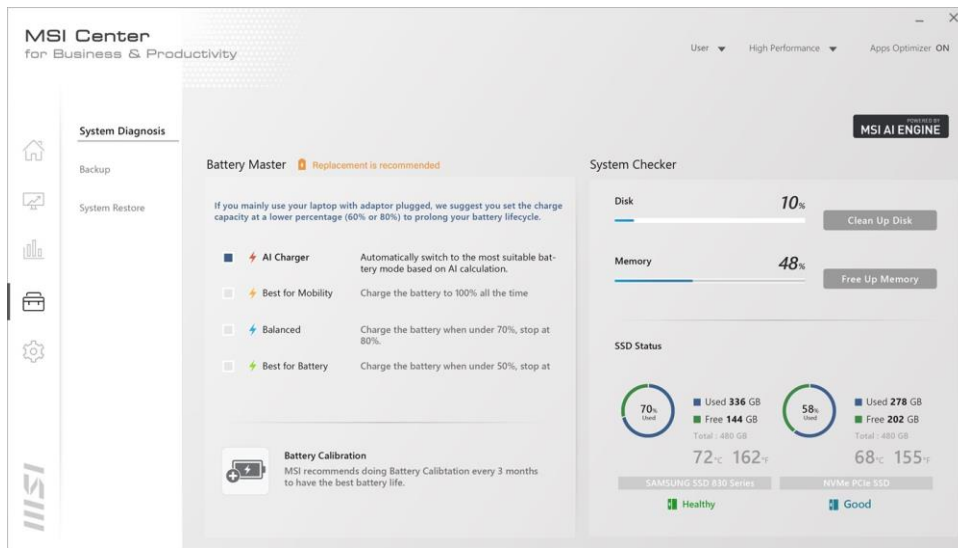 MSI Center
for Business & Productivity
User
High Performance
Apps Optimizer ON
POWERED BY
MSI AI ENGINE
System Diagnosis
Backup
System Restore
Battery Master
Replacement is recommended
If you mainly use your laptop with adaptor plugged, we suggest you set the charge
capacity at a lower percentage (60% or 80%) to prolong your battery lifecycle.
AI Charger
Automatically switch to the most suitable bat-
tery mode based on AI calculation.
Best for Mobility
Charge the battery to 100% all the time
Balanced
Charge the battery when under 70%, stop at
80%.
Best for Battery
Charge the battery when under 50%, stop at
Battery Calibration
MSI recommends doing Battery Calibtation every 3 months
to have the best battery life.
System Checker
Disk
10%
Clean Up Disk
Memory
48%
Free Up Memory
SSD Status
70%
Used
Used 336 GB
Free 144 GB
Total : 480 GB
72°C 162°F
SAMSUNG SSD 830 Series
Healthy
58%
Used
Used 278 GB
Free 202 GB
Total : 480 GB
68°C 155°F
NVMe PCIe SSD
Good
msi